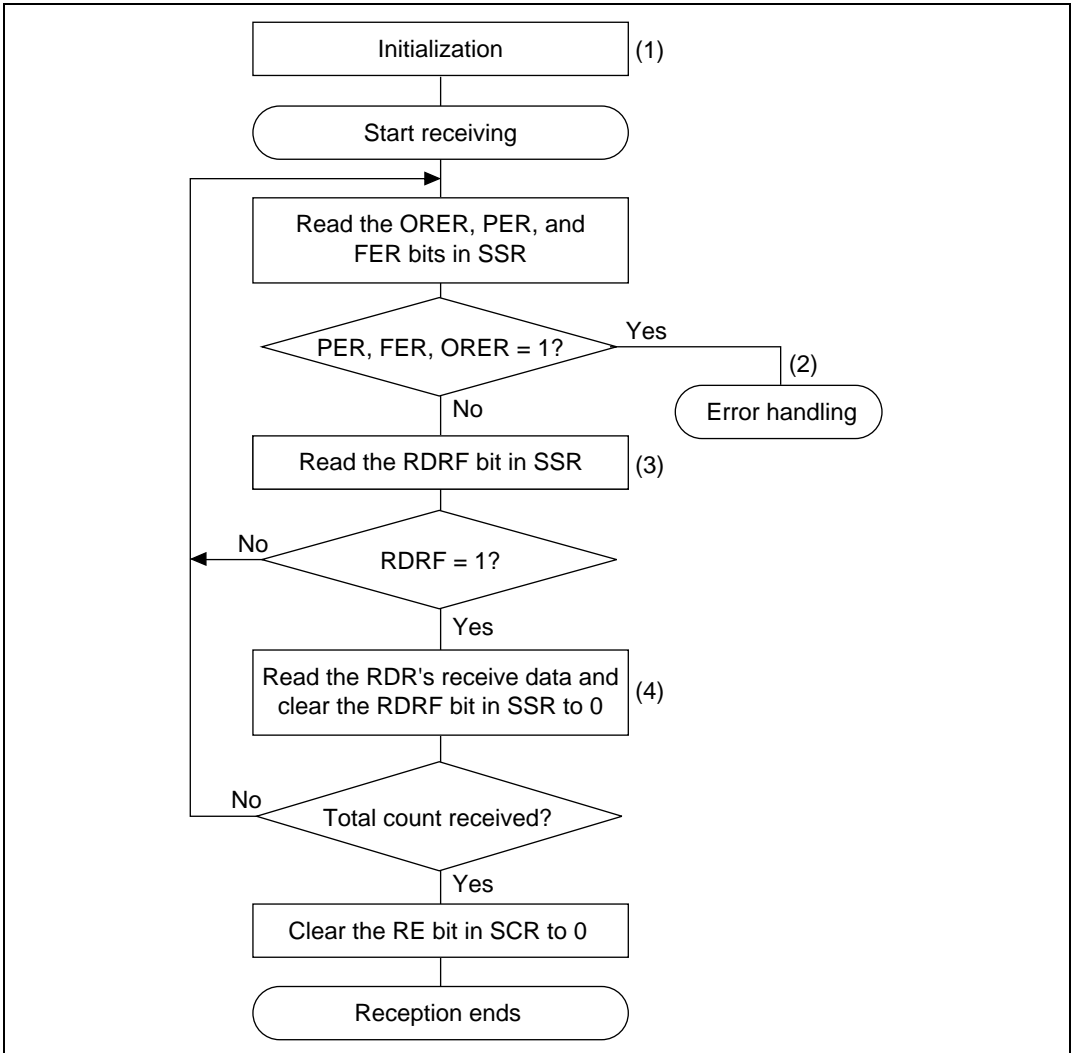 Initialization
(1)
Start receiving
Read the ORER, PER, and
FER bits in SSR
PER, FER, ORER = 1?
Yes
(2)
Error handling
No
Read the RDRF bit in SSR
(3)
RDRF = 1?
No
Yes
Read the RDR's receive data and
clear the RDRF bit in SSR to 0
(4)
Total count received?
No
Yes
Clear the RE bit in SCR to 0
Reception ends